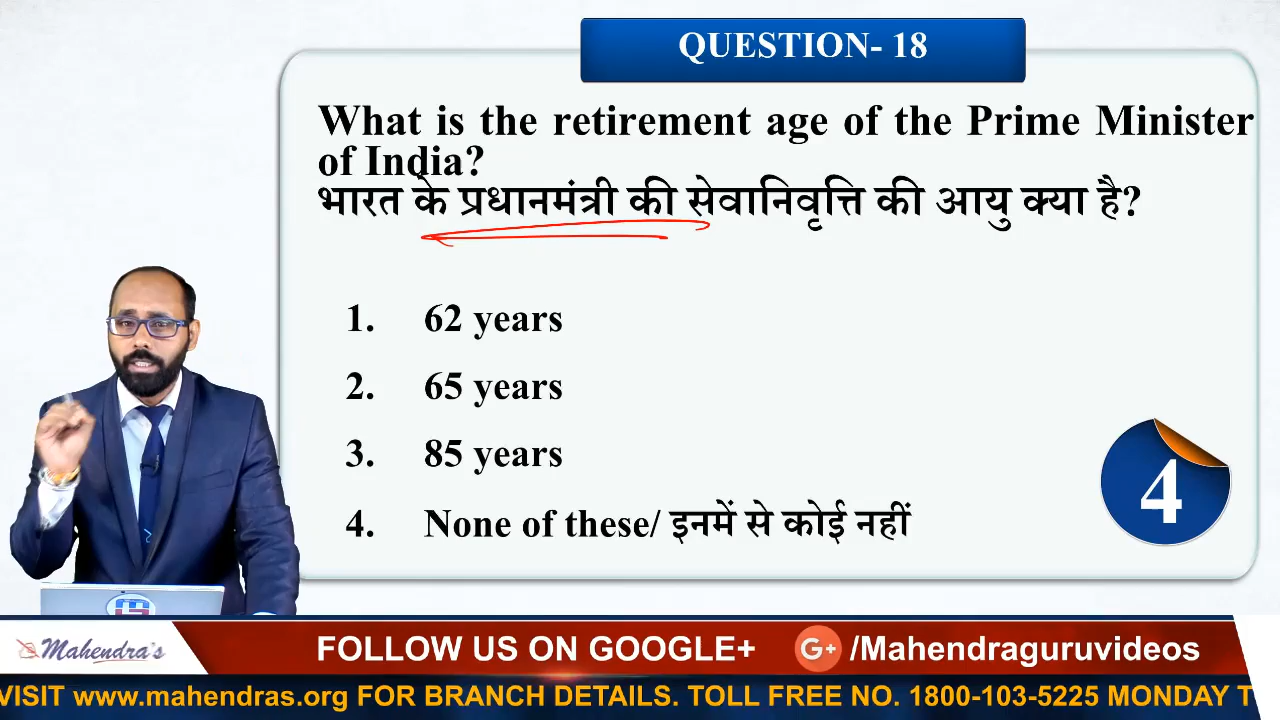 QUESTION- 18
What is the retirement age of the Prime Minister
of India?
भारत के प्रधानमंत्री की सेवानिवृत्ति की आयु क्या है?
1. 62 years
2. 65 years
3. 85 years
4. None of these/ इनमें से कोई नहीं
4
Mahendra's
FOLLOW US ON GOOGLE+ G+ /Mahendraguruvideos
VISIT www.mahendras.org FOR BRANCH DETAILS. TOLL FREE NO. 1800-103-5225 MONDAY T